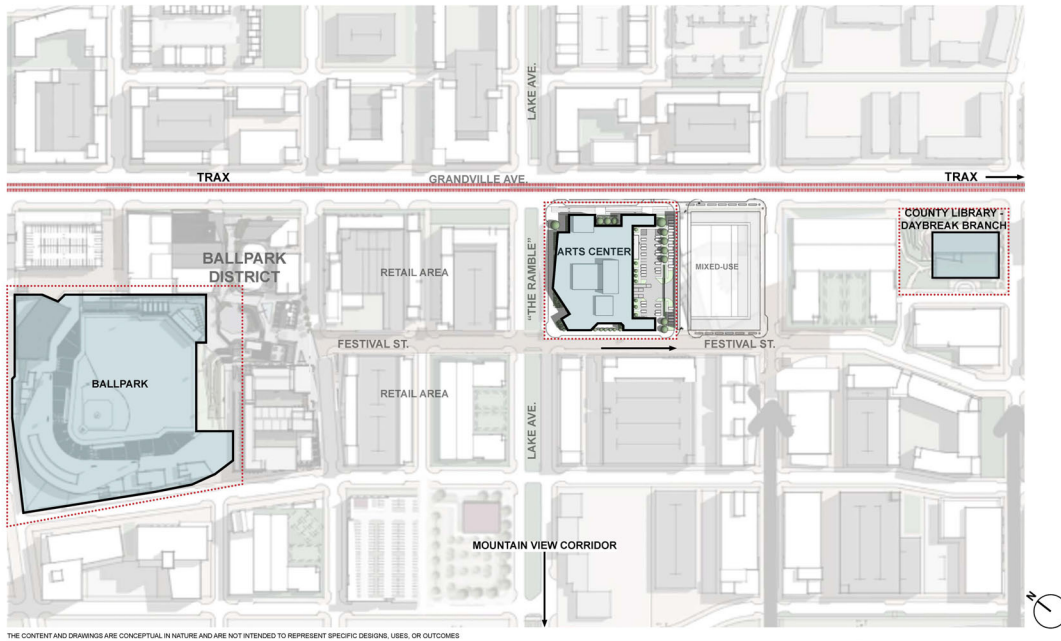 LAKE AVE.
TRAX
GRANDVILLE AVE.
TRAX
COUNTY LIBRARY -
DAYBREAK BRANCH
BALLPARK
DISTRICT
RETAIL AREA
"THE RAMBLE"
ARTS CENTER
MIXED-USE
FESTIVAL ST.
FESTIVAL ST.
BALLPARK
RETAIL AREA
LAKE AVE.
MOUNTAIN VIEW CORRIDOR
N
THE CONTENT AND DRAWINGS ARE CONCEPTUAL IN NATURE AND ARE NOT INTENDED TO REPRESENT SPECIFIC DESIGNS, USES, OR OUTCOMES